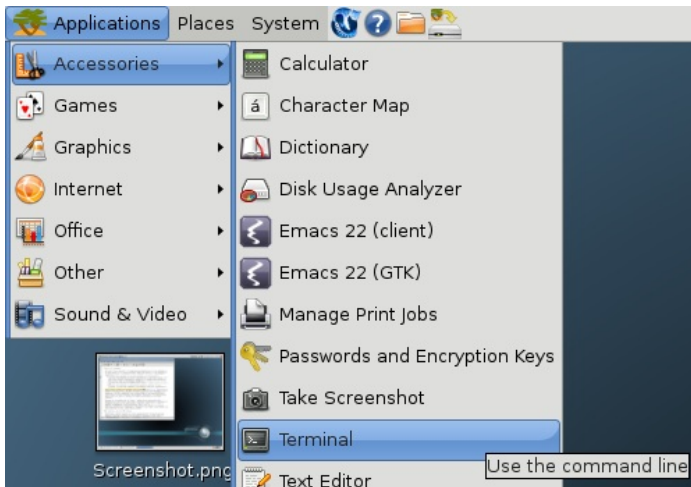 Applications Places System
Accessories
Games
Graphics
Internet
Office
Other
Sound & Video
Calculator
á Character Map
Dictionary
Disk Usage Analyzer
Emacs 22 (client)
Emacs 22 (GTK)
Manage Print Jobs
Passwords and Encryption Keys
Take Screenshot
Terminal
Use the command line
Text Editor
Screenshot.png